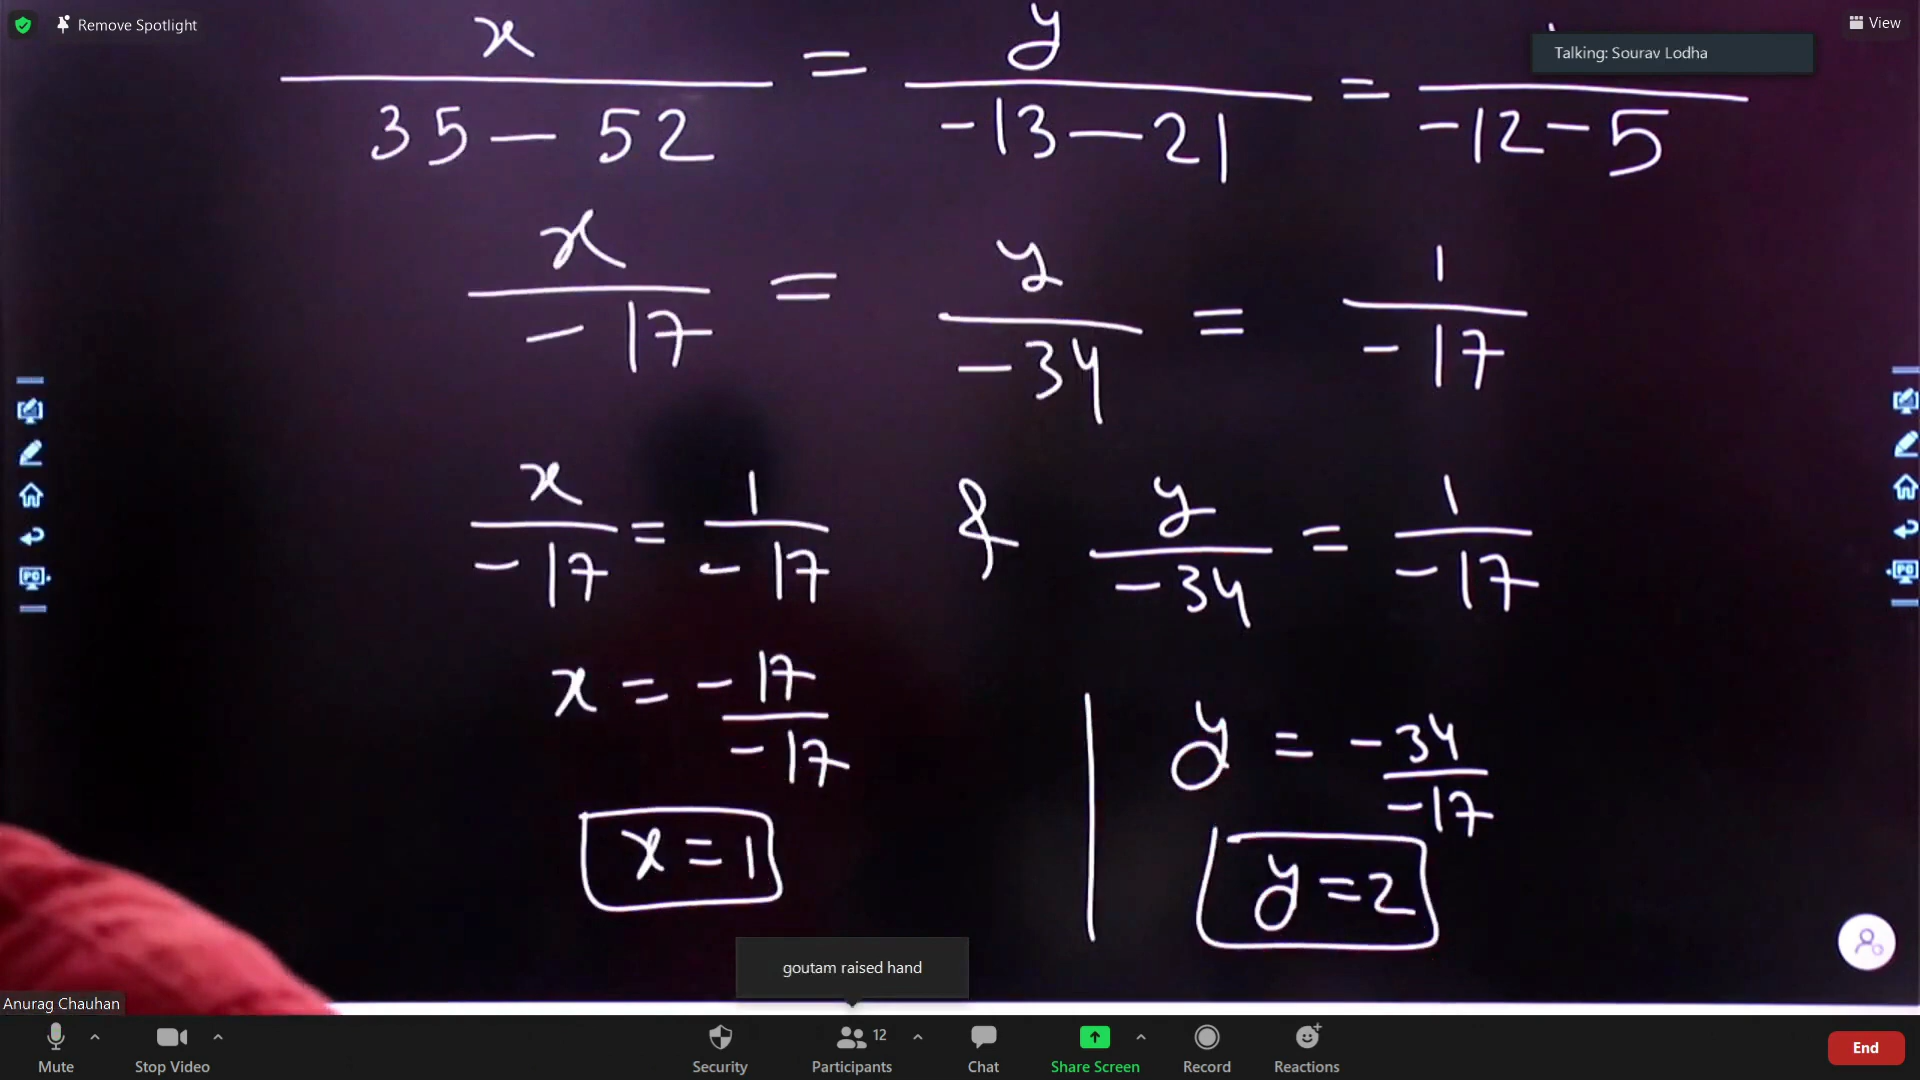 Remove Spotlight
View
Talking: Sourav Lodha
x/(35 — 52) = y/(-13 — 21) = /(-12 - 5)
x/(-17) = y/(-34) = 1/(-17)
x/(-17) = 1/(-17) & y/(-34) = 1/(-17)
x = -17/-17
y = -34/-17
x = 1
y = 2
goutam raised hand
Anurag Chauhan
Mute
Stop Video
Security
Participants 12
Chat
Share Screen
Record
Reactions
End